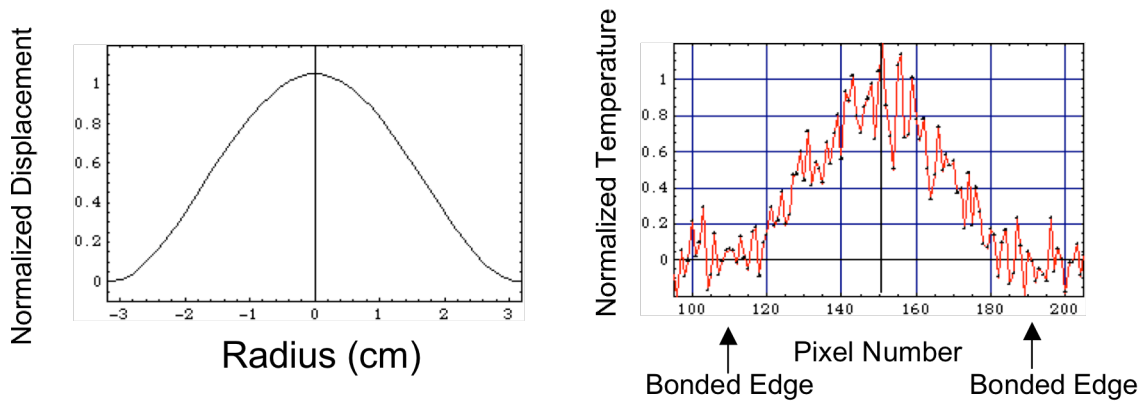 Normalized Displacement
1
0.8
0.6
0.4
0.2
0
-3 -2 -1 0 1 2 3
Radius (cm)
Normalized Temperature
1
0.8
0.6
0.4
0.2
0
100 120 140 160 180 200
Pixel Number
Bonded Edge
Bonded Edge